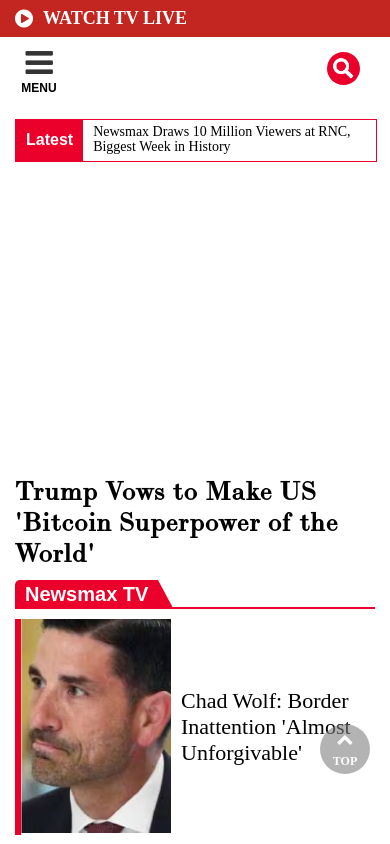 WATCH TV LIVE
MENU
Latest
Newsmax Draws 10 Million Viewers at RNC,
Biggest Week in History
Trump Vows to Make US
'Bitcoin Superpower of the
World'
Newsmax TV
Chad Wolf: Border
Inattention 'Almost
Unforgivable'
TOP